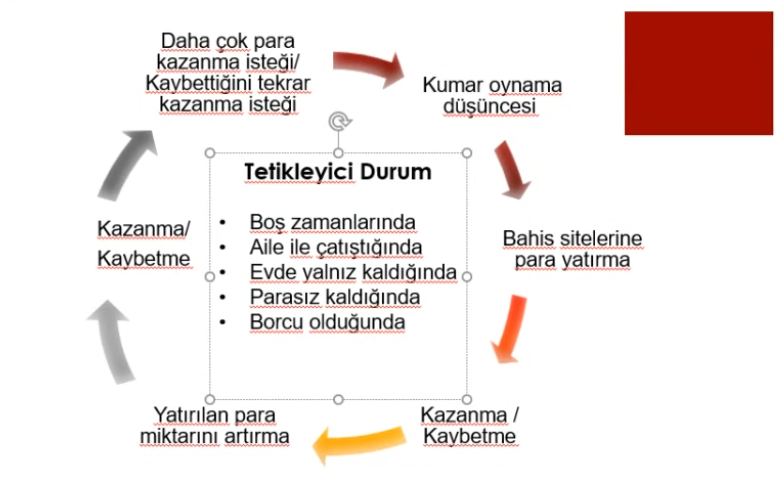 Daha çok para
kazanma isteği/
Kaybettiğini tekrar
kazanma isteği
Kumar oynama
düşüncesi
Bahis sitelerine
para yatırma
Kazanma /
Kaybetme
Yatırılan para
miktarını artırma
Kazanma/
Kaybetme
Tetikleyici Durum
• Boş zamanlarında
• Aile ile çatıştığında
• Evde yalnız kaldığında
• Parasız kaldığında
• Borcu olduğunda